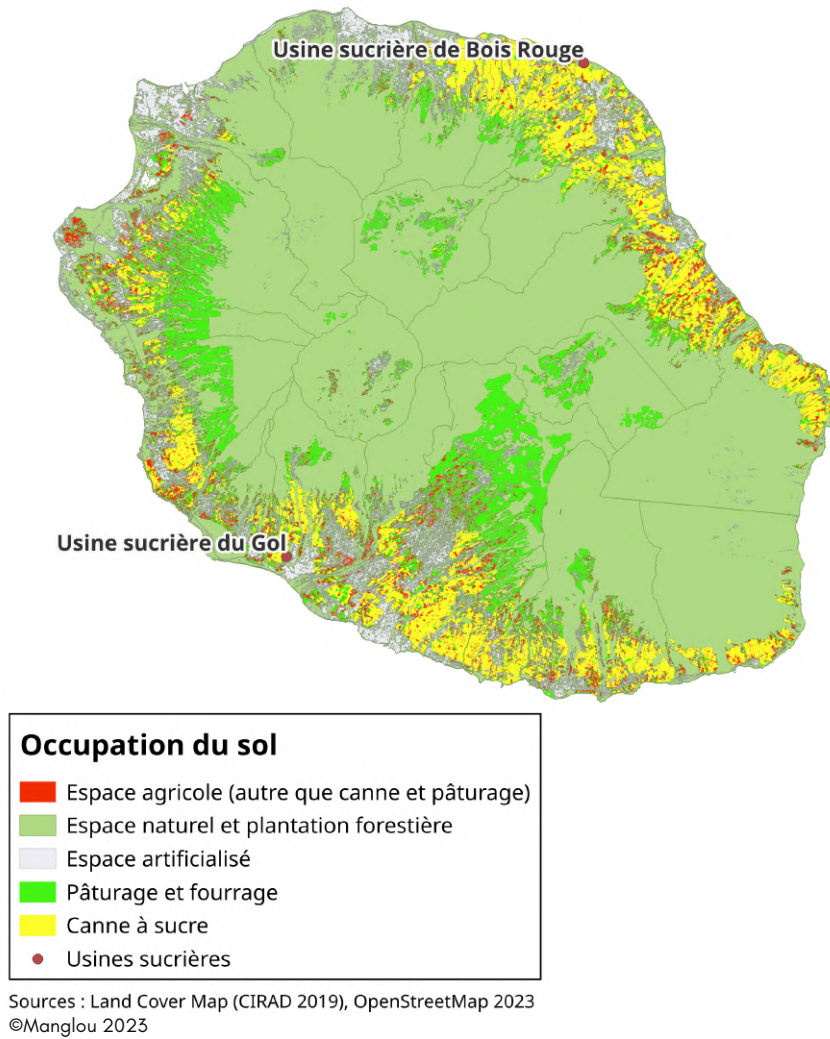 Usine sucrière de Bois Rouge
Usine sucrière du Gol
Occupation du sol
Espace agricole (autre que canne et pâturage)
Espace naturel et plantation forestière
Espace artificialisé
Pâturage et fourrage
Canne à sucre
Usines sucrières
Sources : Land Cover Map (CIRAD 2019), OpenStreetMap 2023
©Manglou 2023